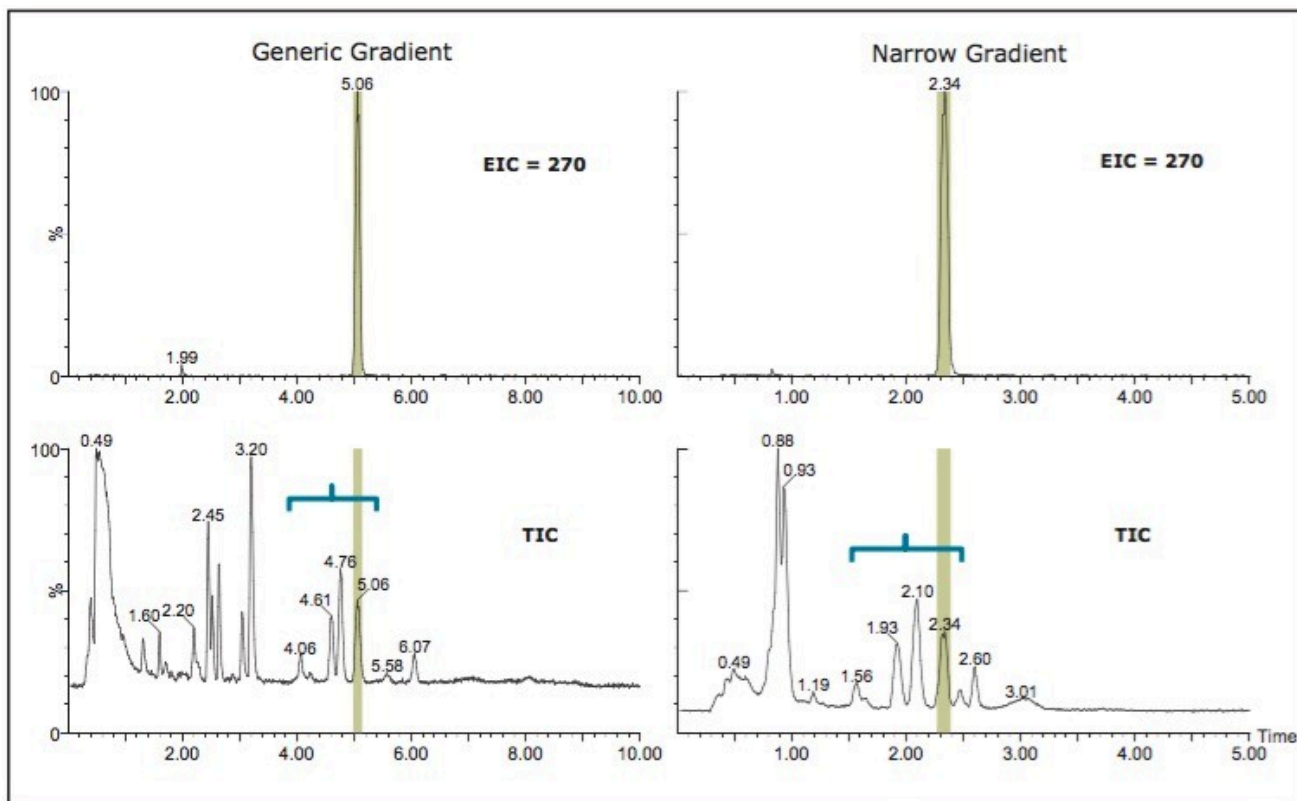 Generic Gradient
5.06
100
EIC = 270
%
1.99
0
2.00 4.00 6.00 8.00 10.00
Narrow Gradient
2.34
EIC = 270
1.00 2.00 3.00 4.00 5.00
0.49
100
3.20
2.45
TIC
4.76
%
5.06
4.61
2.20
1.60
4.06
6.07
5.58
0
2.00 4.00 6.00 8.00 10.00
0.88
0.93
TIC
2.10
1.93
2.34
0.49
2.60
1.56
1.19
3.01
Time
1.00 2.00 3.00 4.00 5.00